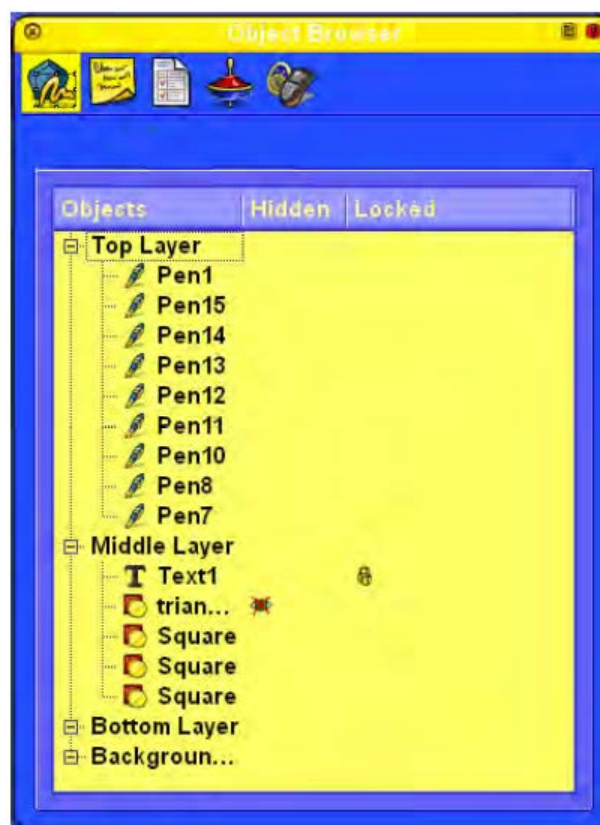 Object Browser
Objects Hidden Locked
Top Layer
Pen1
Pen15
Pen14
Pen13
Pen12
Pen11
Pen10
Pen8
Pen7
Middle Layer
Text1
trian...
Square
Square
Square
Bottom Layer
Backgroun...